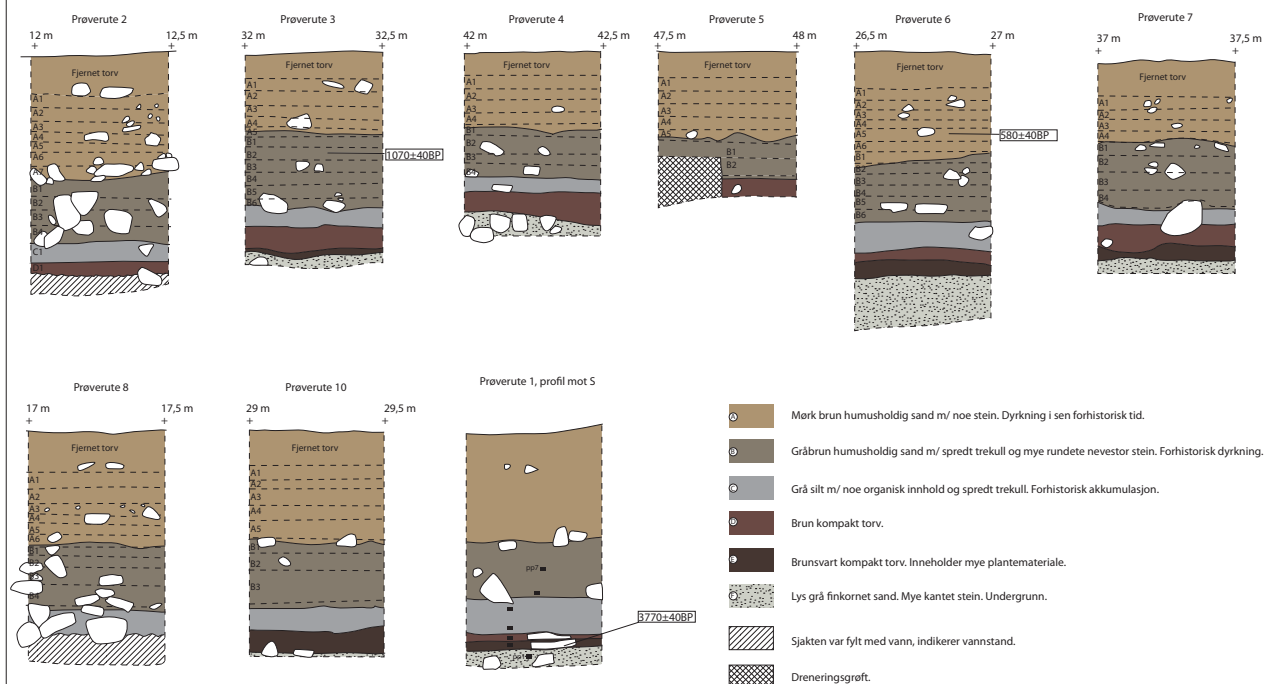 Prøverute 2
12 m 12,5 m
Fjernet torv
A1
A2
A3
A4
A5
A6
A7
B1
B2
B3
B4
C1
D1
Prøverute 3
32 m 32,5 m
Fjernet torv
A1
A2
A3
A4
A5
B1
B2
B3
B4
B5
B6
1070±40BP
Prøverute 4
42 m 42,5 m
Fjernet torv
A1
A2
A3
A4
B1
B2
B3
B4
Prøverute 5
47,5 m 48 m
Fjernet torv
A1
A2
A3
A4
A5
B1
B2
Prøverute 6
26,5 m 27 m
Fjernet torv
A1
A2
A3
A4
A5
B1
B2
B3
B4
B5
B6
580±40BP
Prøverute 7
37 m 37,5 m
Fjernet torv
A1
A2
A3
A4
B1
B2
B3
B4
Prøverute 8
17 m 17,5 m
Fjernet torv
A1
A2
A3
A4
A5
A6
B1
B2
B3
B4
Prøverute 10
29 m 29,5 m
Fjernet torv
A1
A2
A3
A4
A5
B1
B2
B3
Prøverute 1, profil mot S
pp7
3770±40BP
A Mørk brun humusholdig sand m/ noe stein. Dyrkning i sen forhistorisk tid.
B Gråbrun humusholdig sand m/ spredt trekull og mye rundete nevestor stein. Forhistorisk dyrkning.
C Grå silt m/ noe organisk innhold og spredt trekull. Forhistorisk akkumulasjon.
D Brun kompakt torv.
E Brunsvart kompakt torv. Inneholder mye plantemateriale.
F Lys grå finkornet sand. Mye kantet stein. Undergrunn.
Sjakten var fylt med vann, indikerer vannstand.
Dreneringsgrøft.